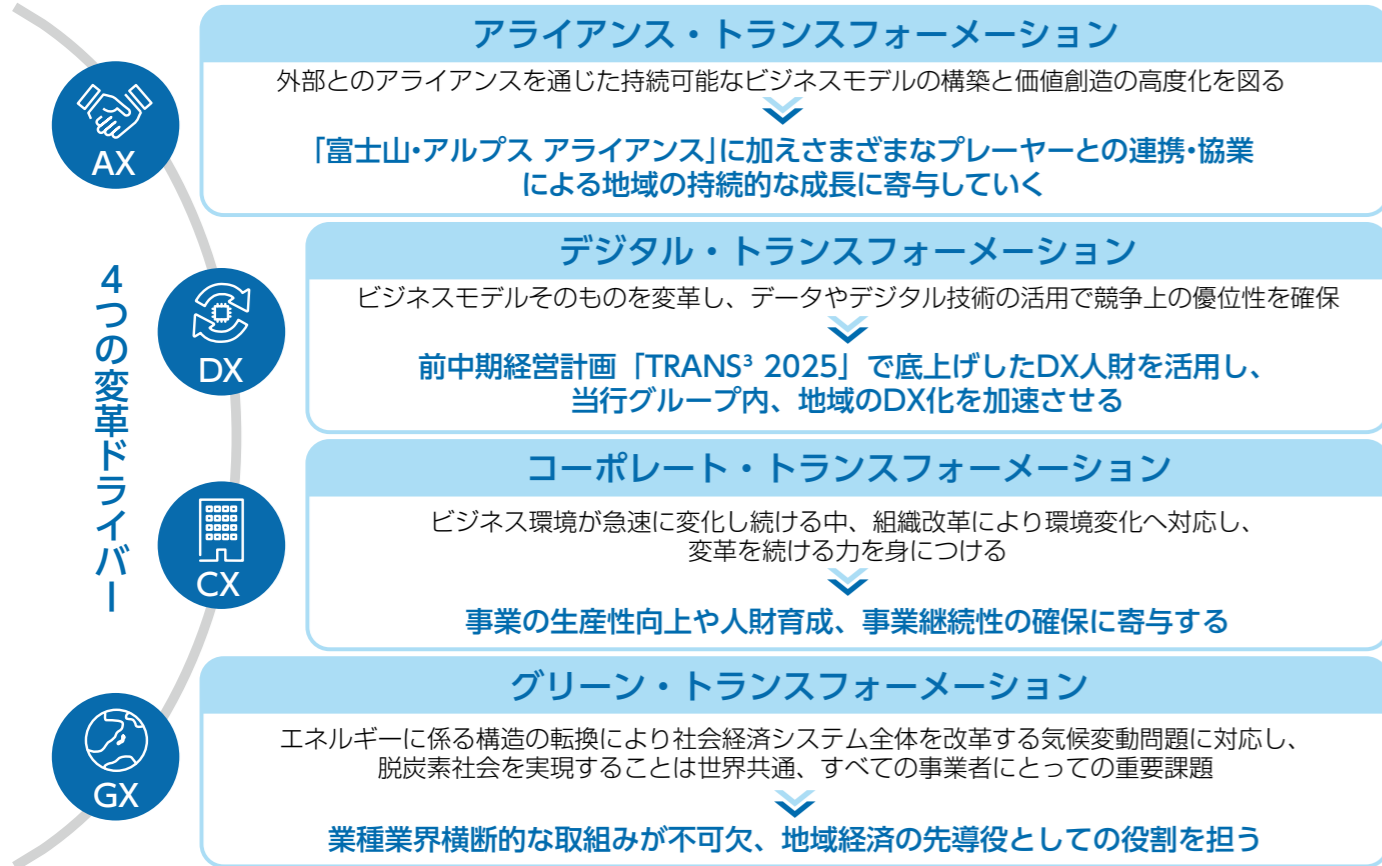 4つの変革ドライバー
AX
アライアンス・トランスフォーメーション
外部とのアライアンスを通じた持続可能なビジネスモデルの構築と価値創造の高度化を図る
「富士山・アルプス アライアンス」に加えさまざまなプレーヤーとの連携・協業
による地域の持続的な成長に寄与していく
DX
デジタル・トランスフォーメーション
ビジネスモデルそのものを変革し、データやデジタル技術の活用で競争上の優位性を確保
前中期経営計画「TRANS³ 2025」で底上げしたDX人財を活用し、
当行グループ内、地域のDX化を加速させる
CX
コーポレート・トランスフォーメーション
ビジネス環境が急速に変化し続ける中、組織改革により環境変化へ対応し、
変革を続ける力を身につける
事業の生産性向上や人財育成、事業継続性の確保に寄与する
GX
グリーン・トランスフォーメーション
エネルギーに係る構造の転換により社会経済システム全体を改革する気候変動問題に対応し、
脱炭素社会を実現することは世界共通、すべての事業者にとっての重要課題
業種業界横断的な取組みが不可欠、地域経済の先導役としての役割を担う